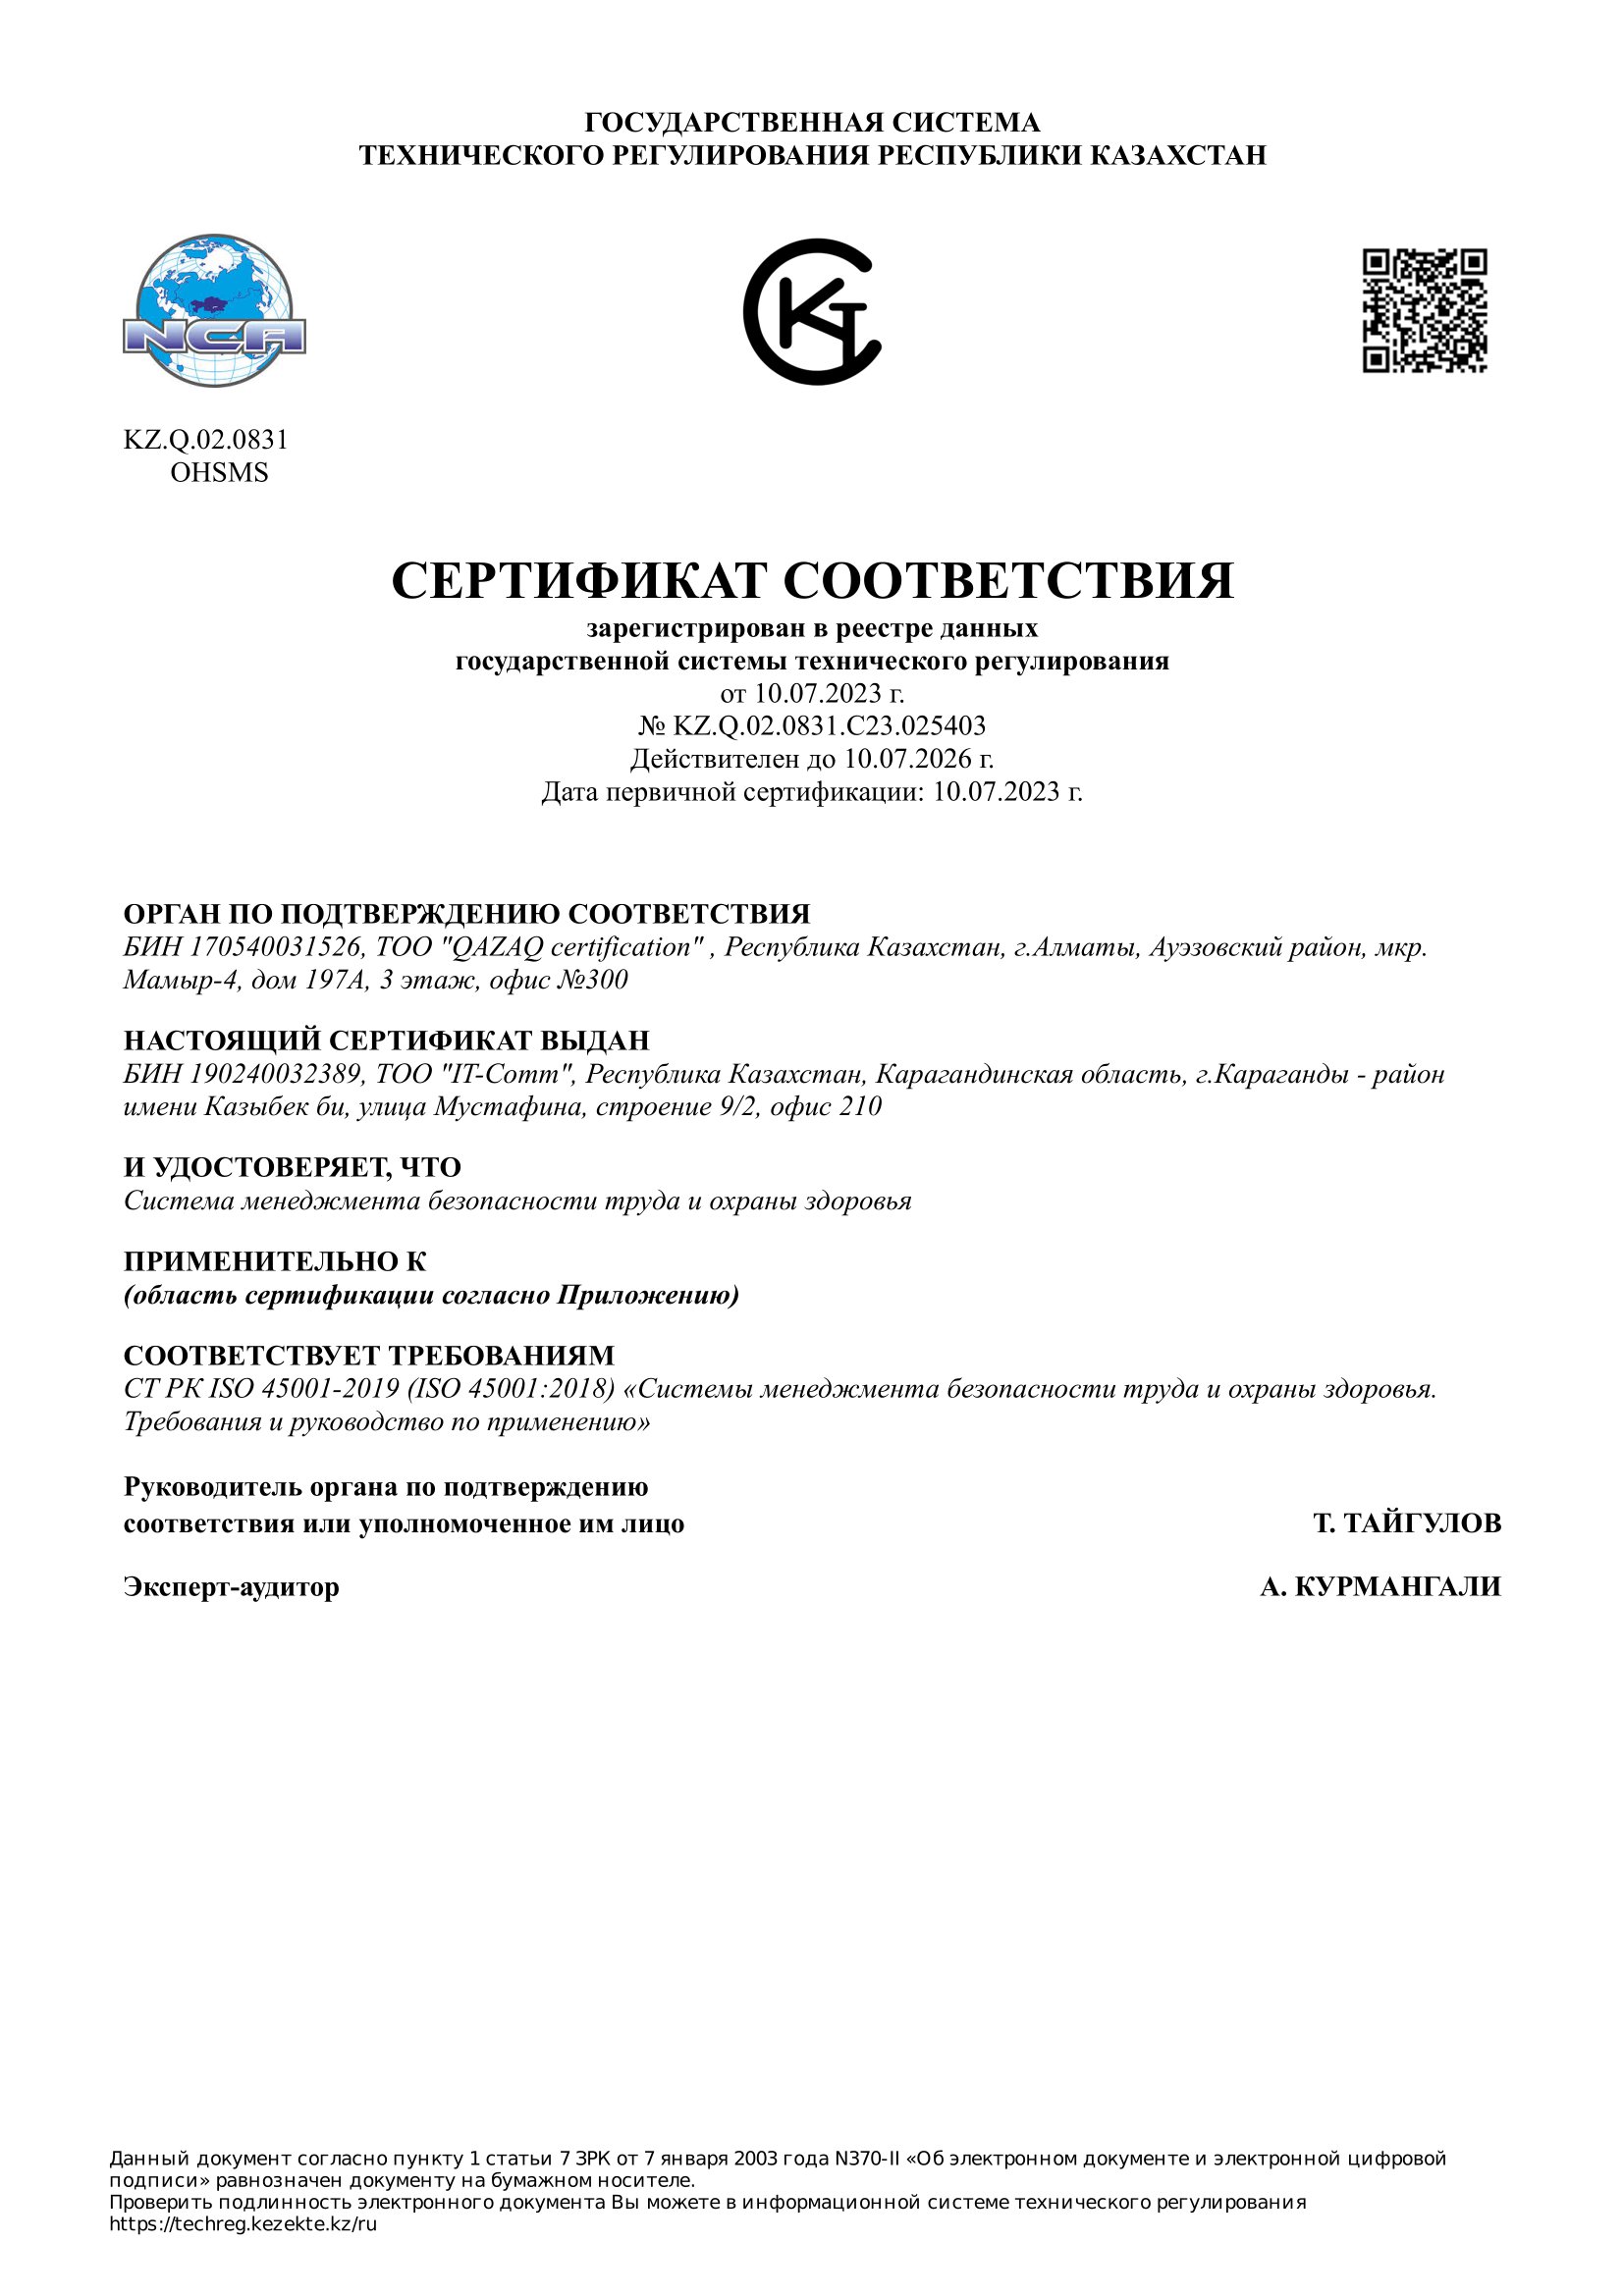 ГОСУДАРСТВЕННАЯ СИСТЕМА
ТЕХНИЧЕСКОГО РЕГУЛИРОВАНИЯ РЕСПУБЛИКИ КАЗАХСТАН
NCA
КТ
KZ.Q.02.0831
OHSMS
СЕРТИФИКАТ СООТВЕТСТВИЯ
зарегистрирован в реестре данных
государственной системы технического регулирования
от 10.07.2023 г.
№ KZ.Q.02.0831.C23.025403
Действителен до 10.07.2026 г.
Дата первичной сертификации: 10.07.2023 г.
ОРГАН ПО ПОДТВЕРЖДЕНИЮ СООТВЕТСТВИЯ
БИН 170540031526, ТОО "QAZAQ certification" , Республика Казахстан, г.Алматы, Ауэзовский район, мкр.
Мамыр-4, дом 197А, 3 этаж, офис №300
НАСТОЯЩИЙ СЕРТИФИКАТ ВЫДАН
БИН 190240032389, ТОО "IT-Comm", Республика Казахстан, Карагандинская область, г.Караганды - район
имени Казыбек би, улица Мустафина, строение 9/2, офис 210
И УДОСТОВЕРЯЕТ, ЧТО
Система менеджмента безопасности труда и охраны здоровья
ПРИМЕНИТЕЛЬНО К
(область сертификации согласно Приложению)
СООТВЕТСТВУЕТ ТРЕБОВАНИЯМ
СТ РК ISO 45001-2019 (ISO 45001:2018) «Системы менеджмента безопасности труда и охраны здоровья.
Требования и руководство по применению»
Руководитель органа по подтверждению
соответствия или уполномоченное им лицо Т. ТАЙГУЛОВ
Эксперт-аудитор А. КУРМАНГАЛИ
Данный документ согласно пункту 1 статьи 7 ЗРК от 7 января 2003 года N370-II «Об электронном документе и электронной цифровой
подписи» равнозначен документу на бумажном носителе.
Проверить подлинность электронного документа Вы можете в информационной системе технического регулирования
https://techreg.kezekte.kz/ru